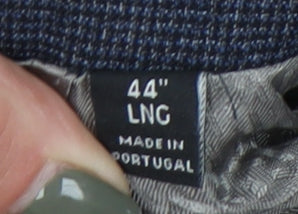 44"
LNG
MADE IN
PORTUGAL